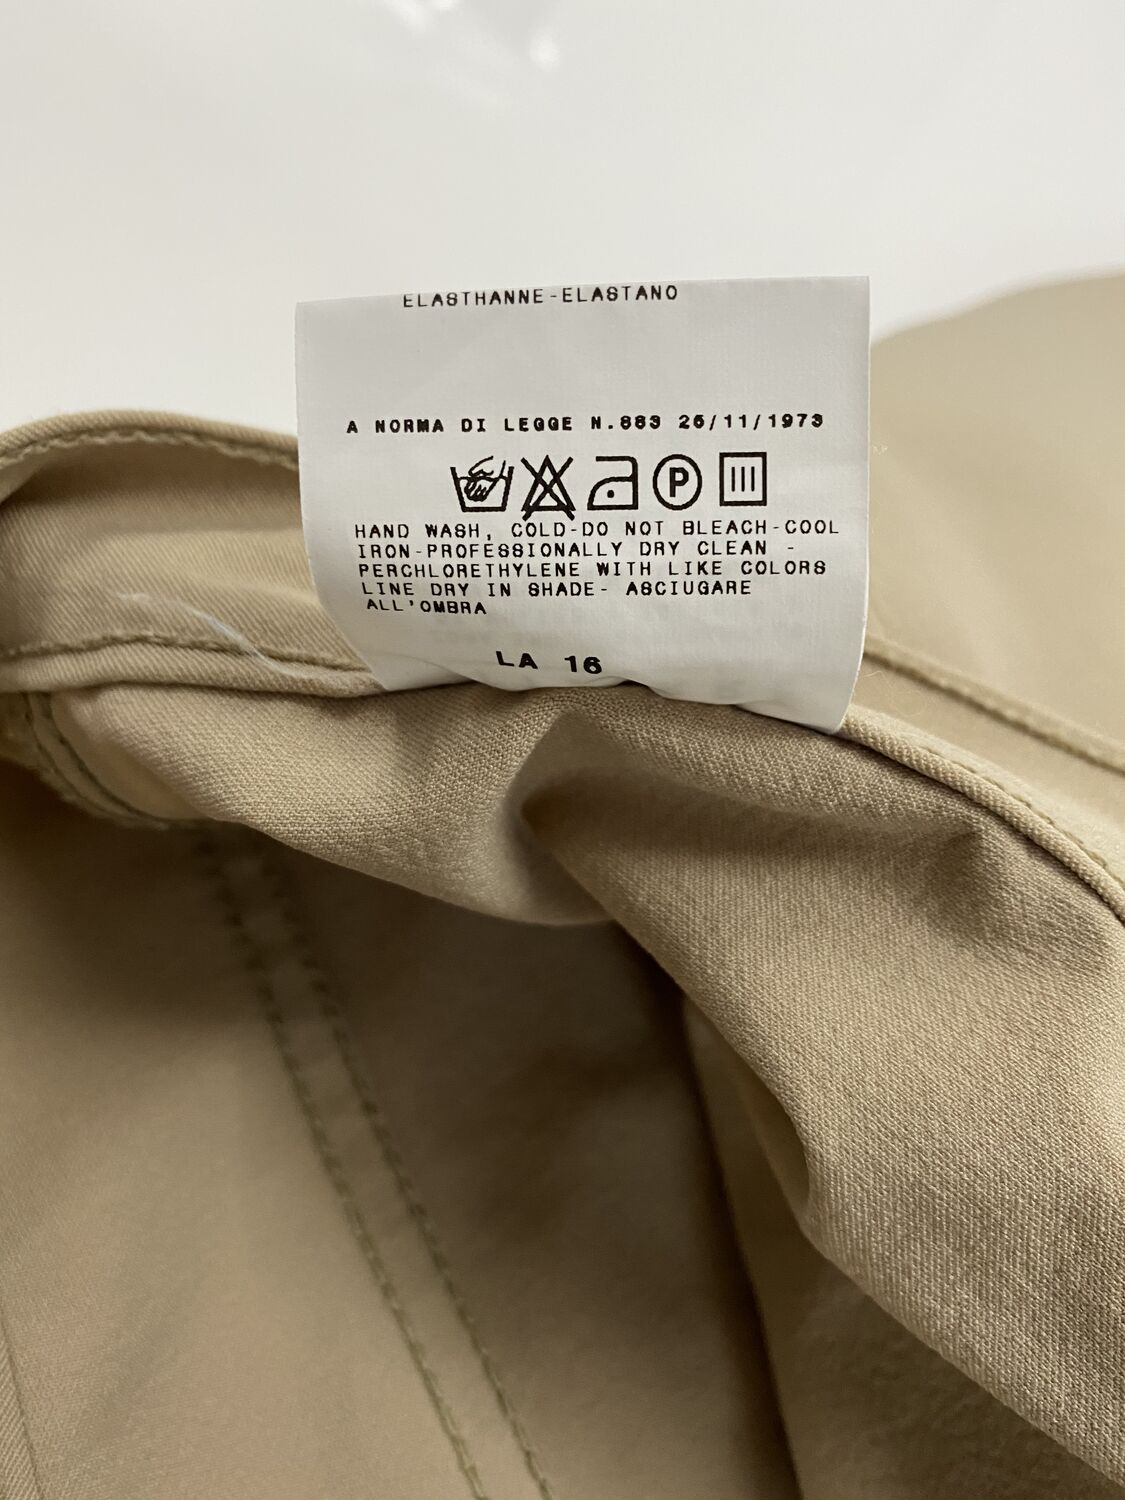 ELASTHANNE-ELASTANO
A NORMA DI LEGGE N.883 26/11/1973
P
HAND WASH, COLD-DO NOT BLEACH-COOL
IRON-PROFESSIONALLY DRY CLEAN -
PERCHLORETHYLENE WITH LIKE COLORS
LINE DRY IN SHADE- ASCIUGARE
ALL'OMBRA
LA 16